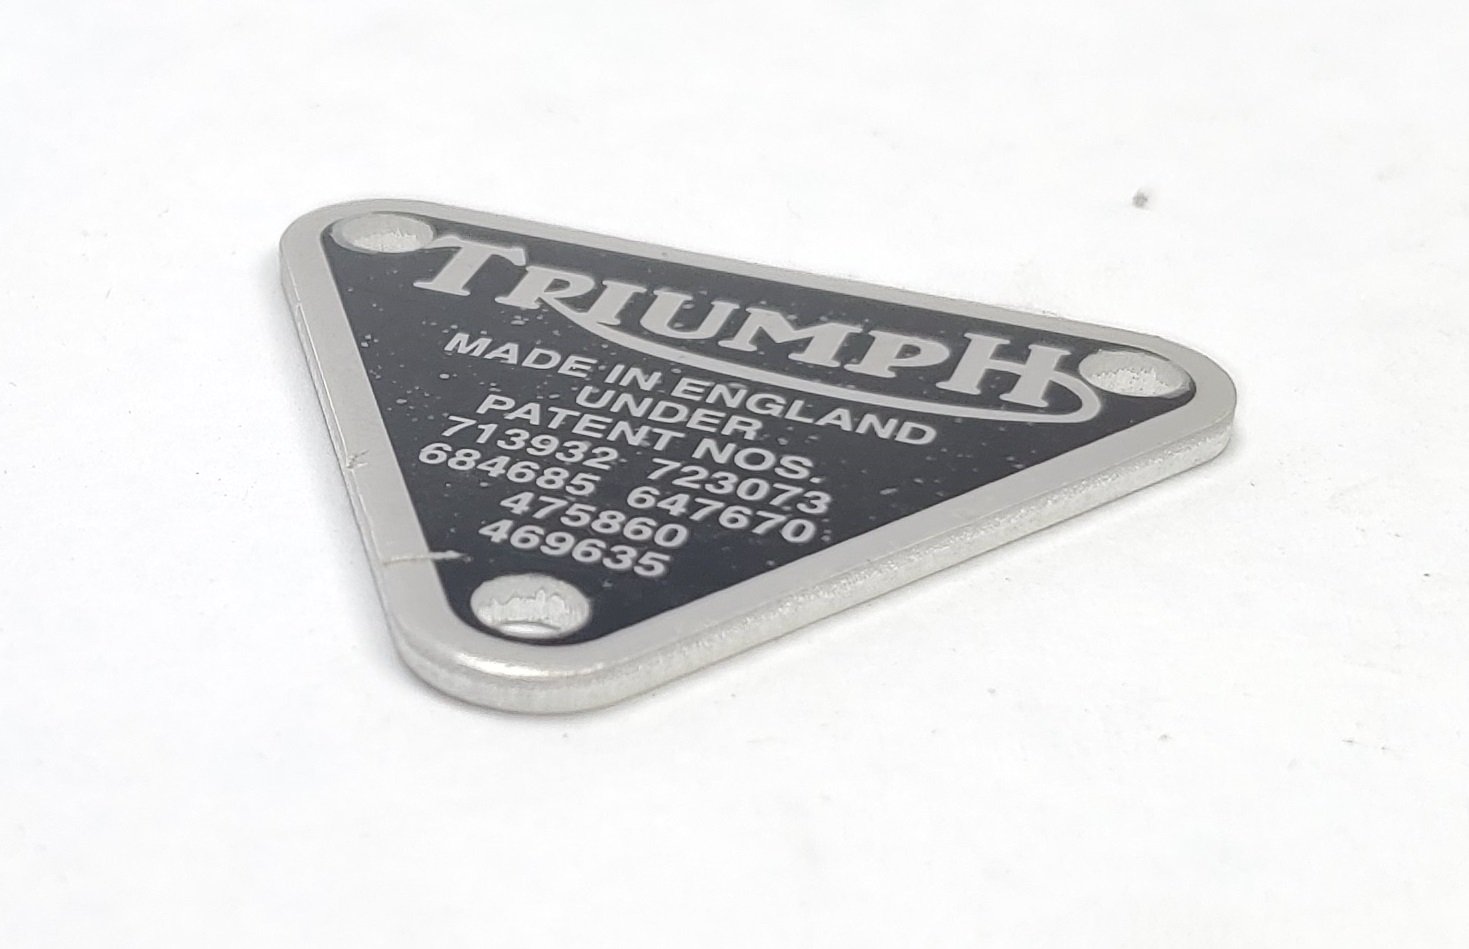 TRIUMPH
MADE IN ENGLAND
UNDER
PATENT NOS.
713932 723073
684685 647670
475860
469635